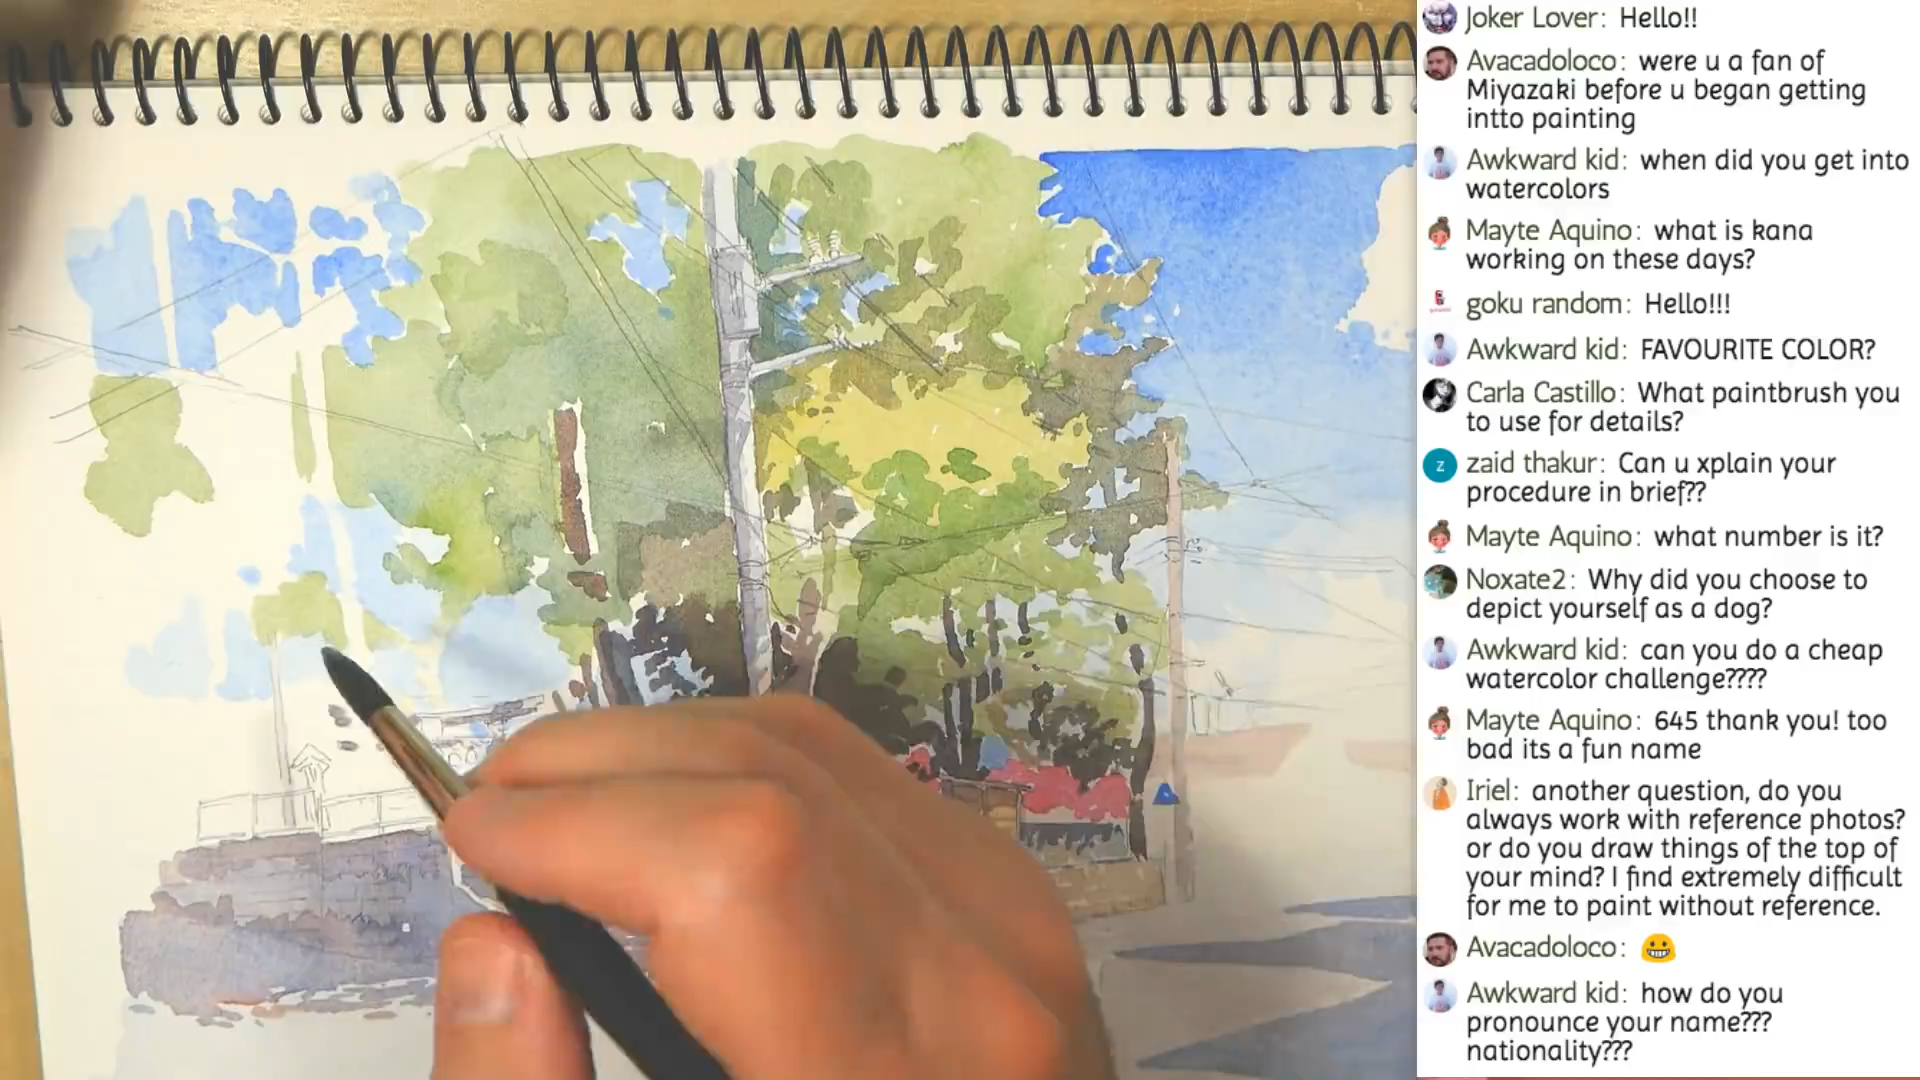 Joker Lover: Hello!!
Avacadoloco: were u a fan of
Miyazaki before u began getting
intto painting
Awkward kid: when did you get into
watercolors
Mayte Aquino: what is kana
working on these days?
goku random: Hello!!!
Awkward kid: FAVOURITE COLOR?
Carla Castillo: What paintbrush you
to use for details?
z zaid thakur: Can u xplain your
procedure in brief??
Mayte Aquino: what number is it?
Noxate2: Why did you choose to
depict yourself as a dog?
Awkward kid: can you do a cheap
watercolor challenge????
Mayte Aquino: 645 thank you! too
bad its a fun name
Iriel: another question, do you
always work with reference photos?
or do you draw things of the top of
your mind? I find extremely difficult
for me to paint without reference.
Avacadoloco: 😀
Awkward kid: how do you
pronounce your name???
nationality???